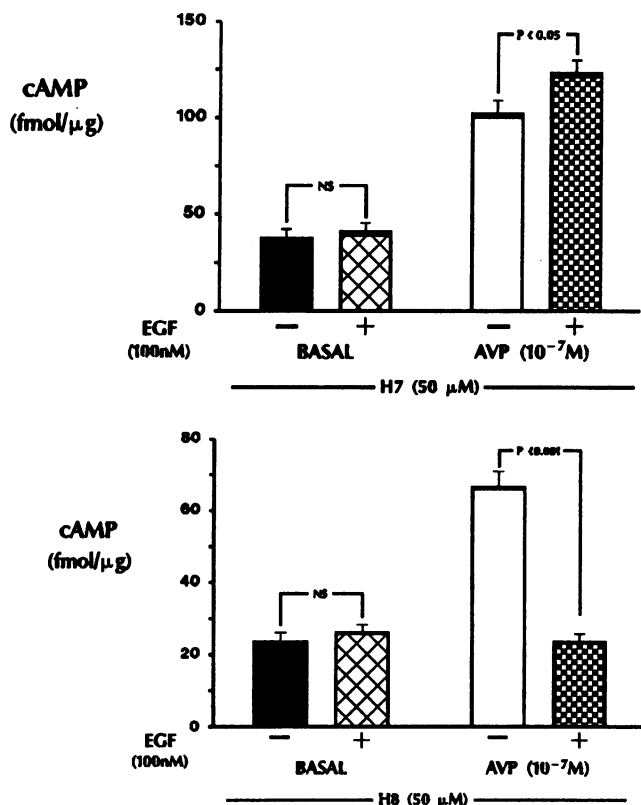 150
P < 0.05
cAMP
(fmol/μg)
100
NS
50
0
EGF − + − +
(100nM) BASAL AVP (10⁻⁷M)
H7 (50 μM)
80
P <0.001
60
cAMP
(fmol/μg)
40
NS
20
0
EGF − + − +
(100nM) BASAL AVP (10⁻⁷M)
H8 (50 μM)